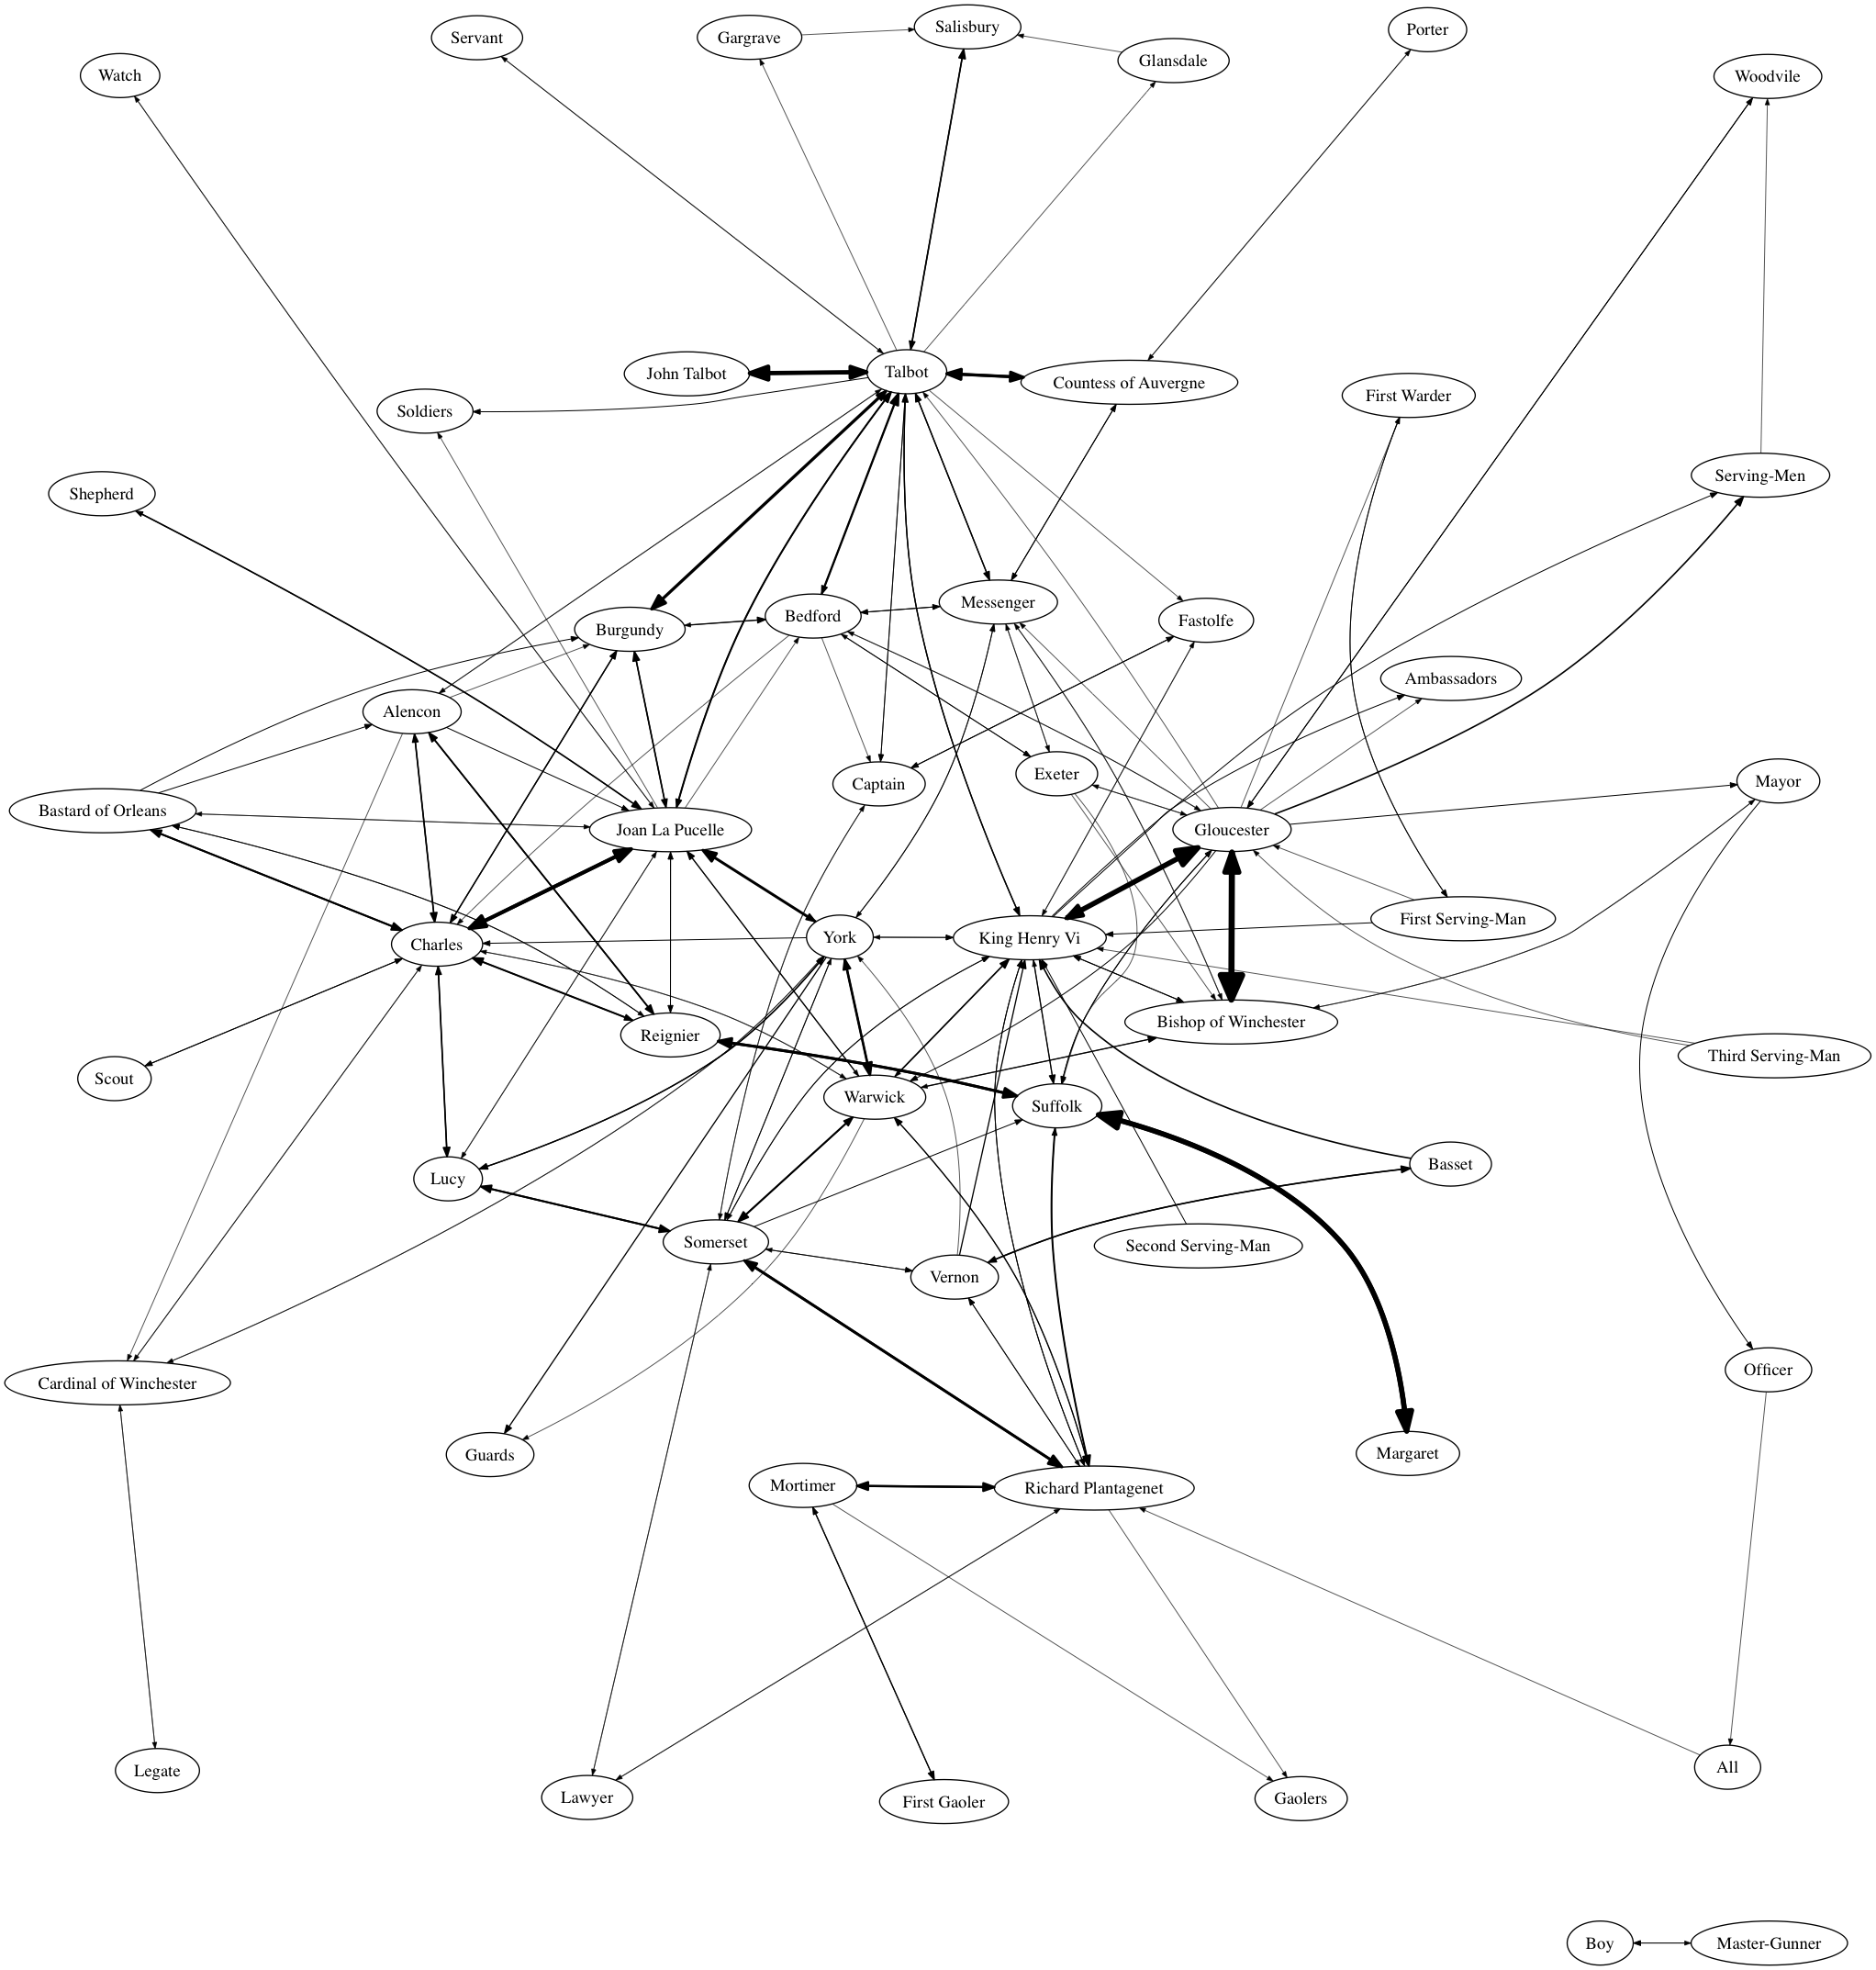 Salisbury
Porter
Servant
Gargrave
Glansdale
Watch
Woodvile
Talbot
John Talbot
Countess of Auvergne
First Warder
Soldiers
Serving-Men
Shepherd
Messenger
Bedford
Fastolfe
Burgundy
Ambassadors
Alencon
Exeter
Mayor
Captain
Bastard of Orleans
Joan La Pucelle
Gloucester
First Serving-Man
York
King Henry Vi
Charles
Bishop of Winchester
Reignier
Third Serving-Man
Scout
Warwick
Suffolk
Basset
Lucy
Somerset
Second Serving-Man
Vernon
Officer
Cardinal of Winchester
Margaret
Guards
Mortimer
Richard Plantagenet
All
Legate
Lawyer
Gaolers
First Gaoler
Boy
Master-Gunner